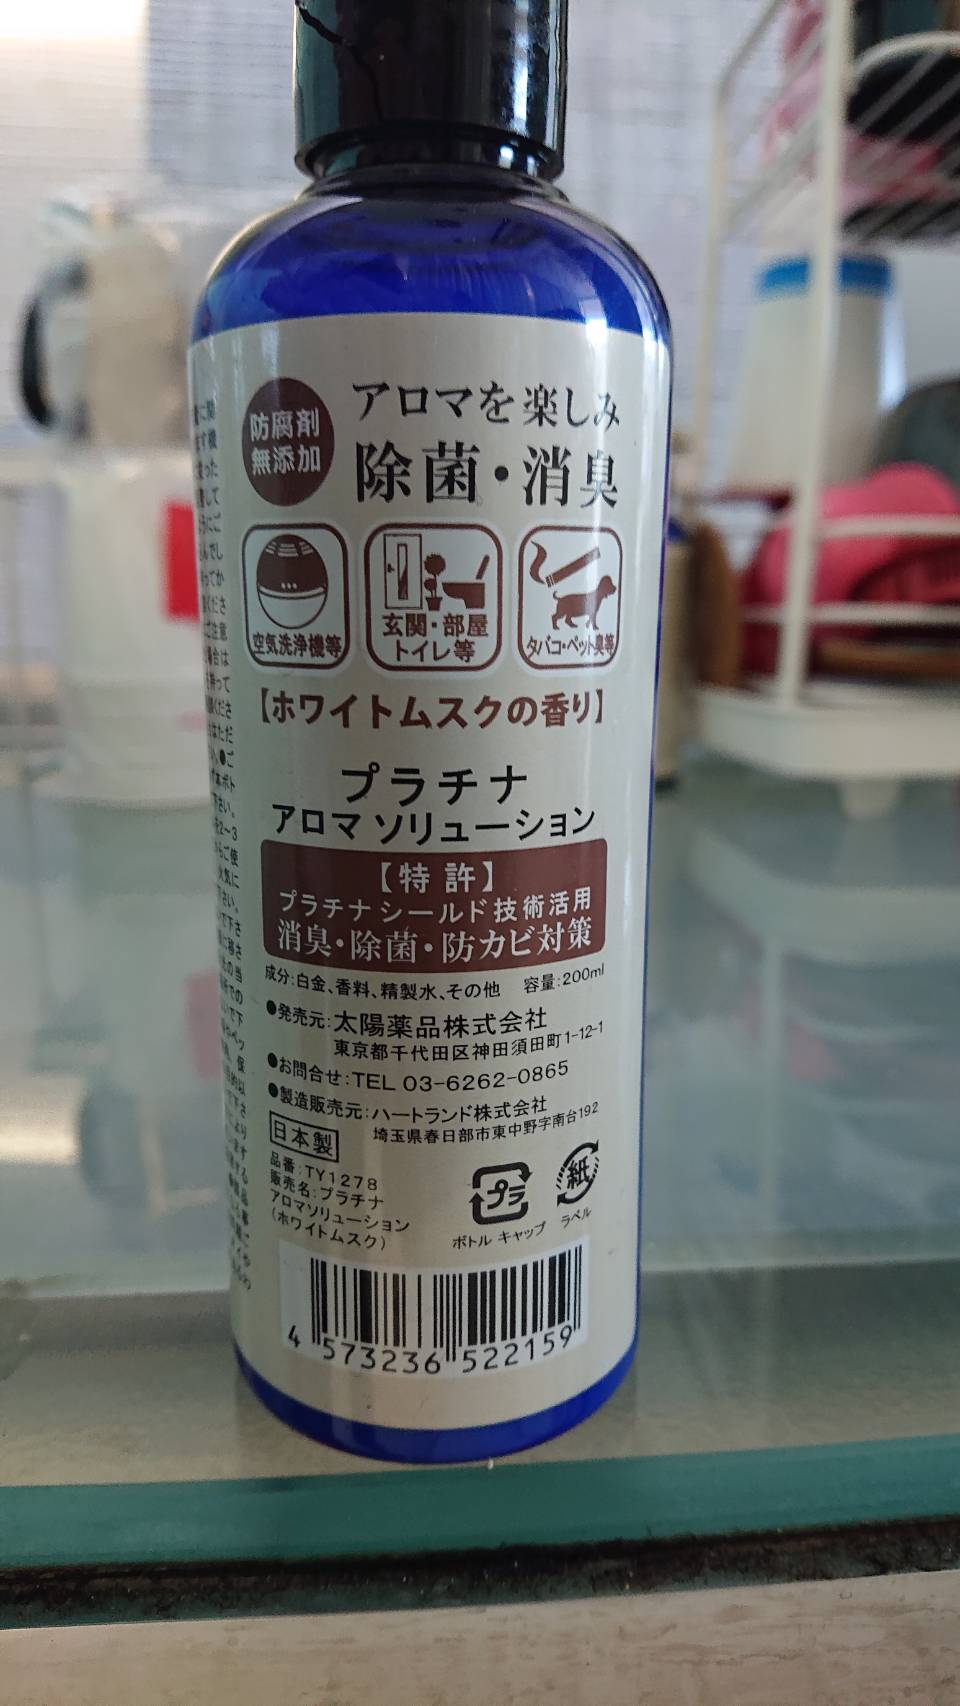 防腐剤
無添加
アロマを楽しみ
除菌・消臭
空気洗浄機等
玄関・部屋
トイレ等
タバコ・ペット臭等
【ホワイトムスクの香り】
プラチナ
アロマ ソリューション
【特許】
プラチナシールド技術活用
消臭・除菌・防カビ対策
成分:白金、香料、精製水、その他 容量:200ml
●発売元:太陽薬品株式会社
東京都千代田区神田須田町1-12-1
●お問合せ:TEL 03-6262-0865
●製造販売元:ハートランド株式会社
埼玉県春日部市東中野字南台192
日本製
品番:TY1278
販売名:プラチナ
アロマソリューション
(ホワイトムスク)
プラ
ボトル キャップ
紙
ラベル
4 573236 522159